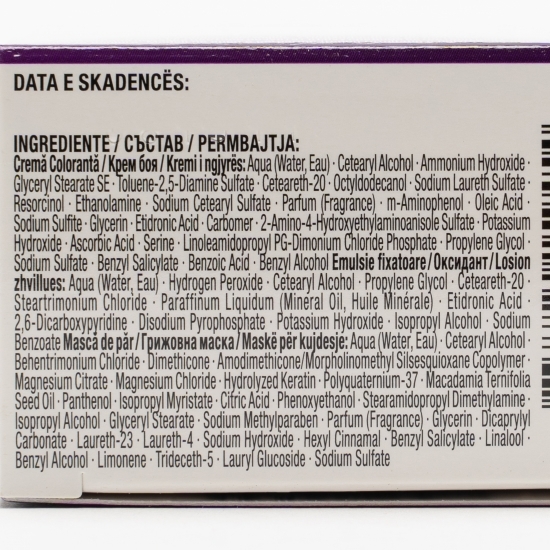 DATA E SKADENCËS:
INGREDIENTE / СЪСТАВ / PERMBAJTJA:
Cremă Colorantă / Крем боя / Kremi i ngjyrës: Aqua (Water, Eau) · Cetearyl Alcohol · Ammonium Hydroxide ·
Glyceryl Stearate SE · Toluene-2,5-Diamine Sulfate · Ceteareth-20 · Octyldodecanol · Sodium Laureth Sulfate ·
Resorcinol · Ethanolamine · Sodium Cetearyl Sulfate · Parfum (Fragrance) · m-Aminophenol · Oleic Acid ·
Sodium Sulfite · Glycerin · Etidronic Acid · Carbomer · 2-Amino-4-Hydroxyethylaminoanisole Sulfate · Potassium
Hydroxide · Ascorbic Acid · Serine · Linoleamidopropyl PG-Dimonium Chloride Phosphate · Propylene Glycol ·
Sodium Sulfate · Benzyl Salicylate · Benzoic Acid · Benzyl Alcohol Emulsie fixatoare / Оксидант / Losion
zhvillues: Aqua (Water, Eau) · Hydrogen Peroxide · Cetearyl Alcohol · Propylene Glycol · Ceteareth-20 ·
Steartrimonium Chloride · Paraffinum Liquidum (Mineral Oil, Huile Minérale) · Etidronic Acid ·
2,6-Dicarboxypyridine · Disodium Pyrophosphate · Potassium Hydroxide · Isopropyl Alcohol · Sodium
Benzoate Mască de păr / Грижовна маска / Maskë për kujdesje: Aqua (Water, Eau) · Cetearyl Alcohol ·
Behentrimonium Chloride · Dimethicone · Amodimethicone/Morpholinomethyl Silsesquioxane Copolymer ·
Magnesium Citrate · Magnesium Chloride · Hydrolyzed Keratin · Polyquaternium-37 · Macadamia Ternifolia
Seed Oil · Panthenol · Isopropyl Myristate · Citric Acid · Phenoxyethanol · Stearamidopropyl Dimethylamine ·
Isopropyl Alcohol · Glyceryl Stearate · Sodium Methylparaben · Parfum (Fragrance) · Glycerin · Dicaprylyl
Carbonate · Laureth-23 · Laureth-4 · Sodium Hydroxide · Hexyl Cinnamal · Benzyl Salicylate · Linalool ·
Benzyl Alcohol · Limonene · Trideceth-5 · Lauryl Glucoside · Sodium Sulfate